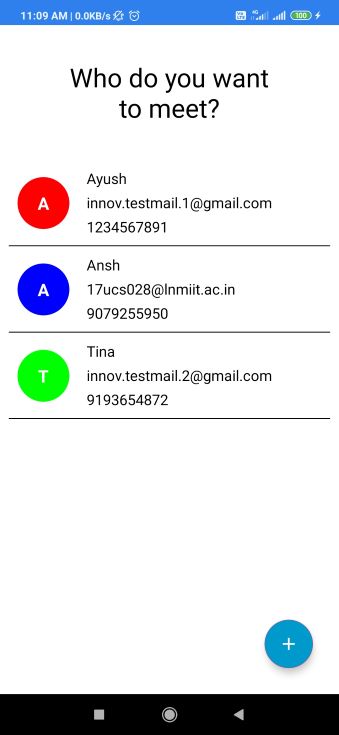 11:09 AM | 0.0KB/s
4G
100
Who do you want
to meet?
A
Ayush
innov.testmail.1@gmail.com
1234567891
A
Ansh
17ucs028@lnmiit.ac.in
9079255950
T
Tina
innov.testmail.2@gmail.com
9193654872
+